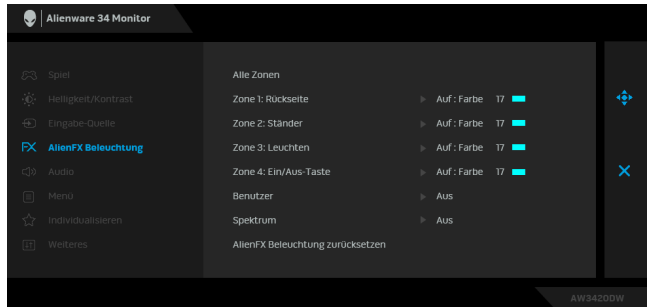 Alienware 34 Monitor
Spiel
Helligkeit/Kontrast
Eingabe-Quelle
FX AlienFX Beleuchtung
Audio
Menü
Individualisieren
Weiteres
Alle Zonen
Zone 1: Rückseite Auf : Farbe 17
Zone 2: Ständer Auf : Farbe 17
Zone 3: Leuchten Auf : Farbe 17
Zone 4: Ein/Aus-Taste Auf : Farbe 17
Benutzer Aus
Spektrum Aus
AlienFX Beleuchtung zurücksetzen
AW3420DW